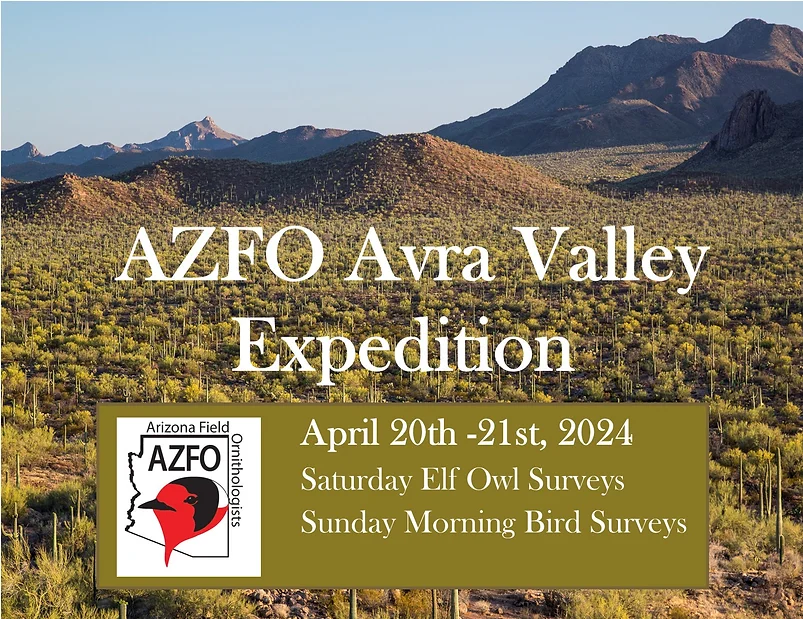 AZFO Avra Valley
Expedition
Arizona Field
Ornithologists
AZFO
April 20th -21st, 2024
Saturday Elf Owl Surveys
Sunday Morning Bird Surveys